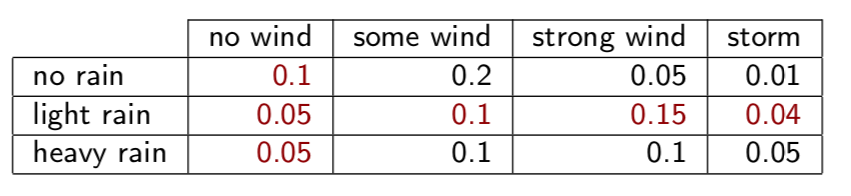 no wind some wind strong wind storm
no rain 0.1 0.2 0.05 0.01
light rain 0.05 0.1 0.15 0.04
heavy rain 0.05 0.1 0.1 0.05